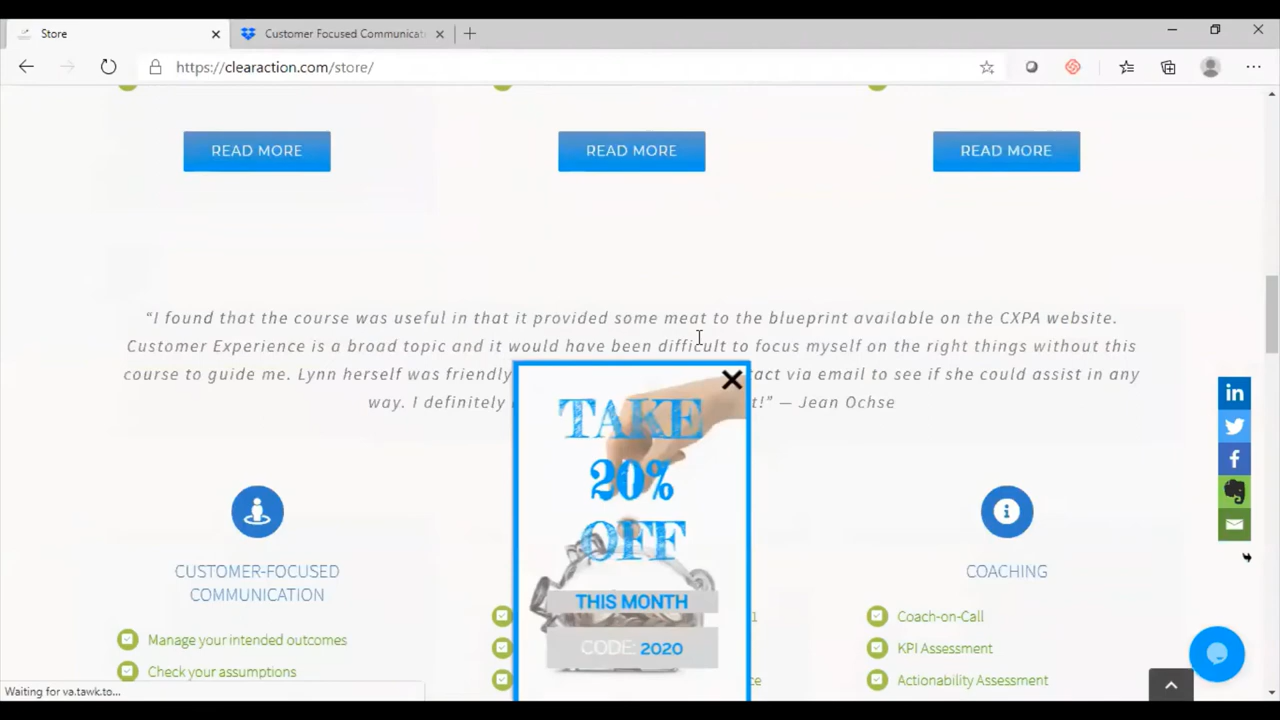 Store
Customer Focused Communicat
https://clearaction.com/store/
READ MORE
READ MORE
READ MORE
“I found that the course was useful in that it provided some meat to the blueprint available on the CXPA website.
Customer Experience is a broad topic and it would have been difficult to focus myself on the right things without this
course to guide me. Lynn herself was friendly act via email to see if she could assist in any
way. I definitely t!” — Jean Ochse
TAKE
20%
OFF
THIS MONTH
CODE: 2020
CUSTOMER-FOCUSED
COMMUNICATION
Manage your intended outcomes
Check your assumptions
1
ce
COACHING
Coach-on-Call
KPI Assessment
Actionability Assessment
in
f
Waiting for va.tawk.to...